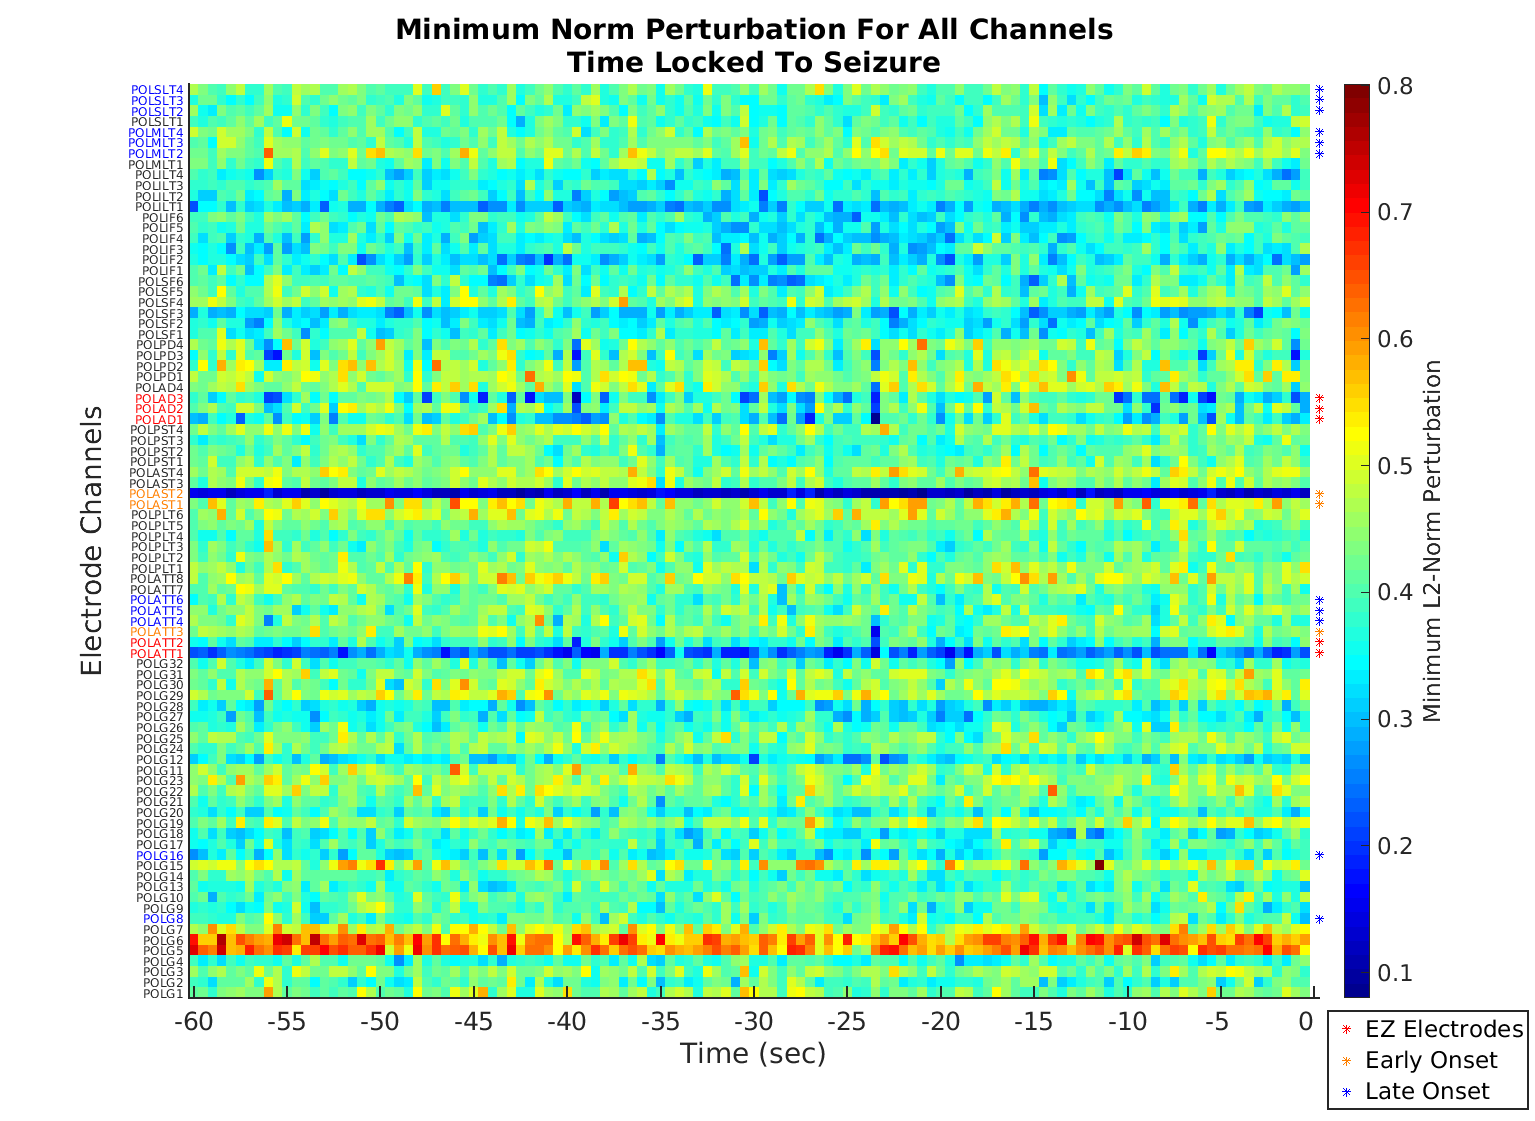 Minimum Norm Perturbation For All Channels
Time Locked To Seizure
Electrode Channels
POLSLT4
POLSLT3
POLSLT2
POLSLT1
POLMLT4
POLMLT3
POLMLT2
POLMLT1
POLILT4
POLILT3
POLILT2
POLILT1
POLIF6
POLIF5
POLIF4
POLIF3
POLIF2
POLIF1
POLSF6
POLSF5
POLSF4
POLSF3
POLSF2
POLSF1
POLPD4
POLPD3
POLPD2
POLPD1
POLAD4
POLAD3
POLAD2
POLAD1
POLPST4
POLPST3
POLPST2
POLPST1
POLAST4
POLAST3
POLAST2
POLAST1
POLPLT6
POLPLT5
POLPLT4
POLPLT3
POLPLT2
POLPLT1
POLATT8
POLATT7
POLATT6
POLATT5
POLATT4
POLATT3
POLATT2
POLATT1
POLG32
POLG31
POLG30
POLG29
POLG28
POLG27
POLG26
POLG25
POLG24
POLG12
POLG11
POLG23
POLG22
POLG21
POLG20
POLG19
POLG18
POLG17
POLG16
POLG15
POLG14
POLG13
POLG10
POLG9
POLG8
POLG7
POLG6
POLG5
POLG4
POLG3
POLG2
POLG1
-60 -55 -50 -45 -40 -35 -30 -25 -20 -15 -10 -5 0
Time (sec)
0.8
0.7
0.6
0.5
0.4
0.3
0.2
0.1
Minimum L2-Norm Perturbation
EZ Electrodes
Early Onset
Late Onset